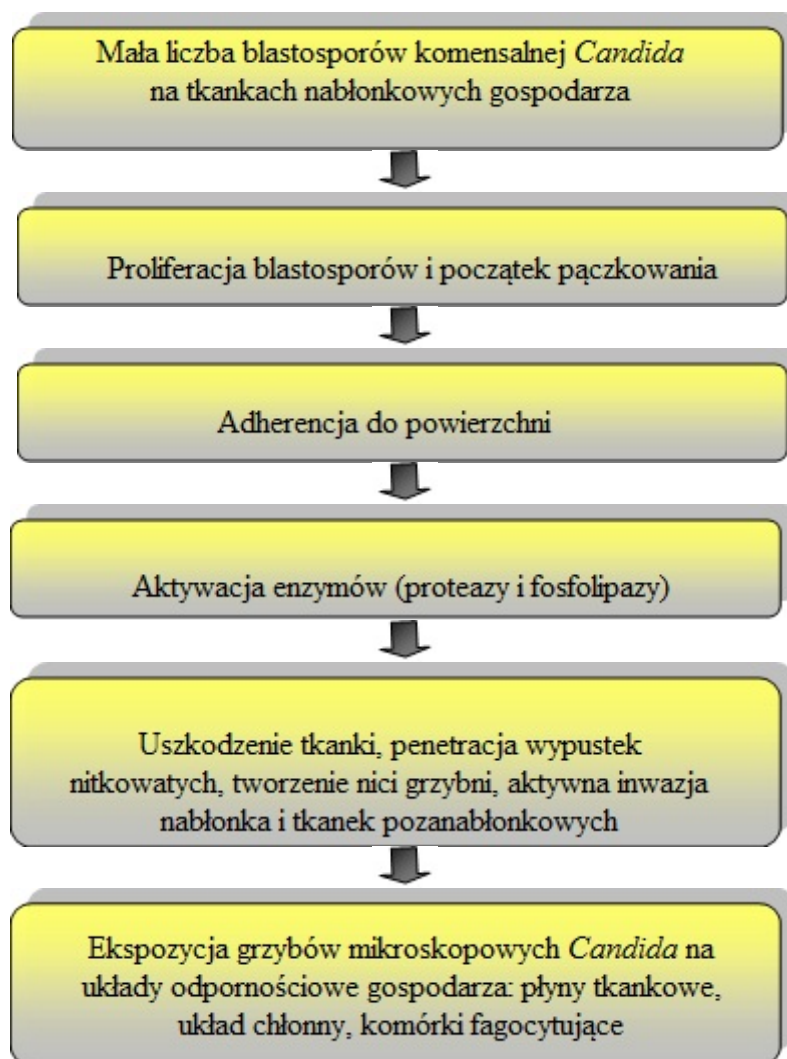 Mała liczba blastosporów komensalnej Candida
na tkankach nabłonkowych gospodarza
Proliferacja blastosporów i początek pączkowania
Adherencja do powierzchni
Aktywacja enzymów (proteazy i fosfolipazy)
Uszkodzenie tkanki, penetracja wypustek
nitkowatych, tworzenie nici grzybni, aktywna inwazja
nabłonka i tkanek pozanabłonkowych
Ekspozycja grzybów mikroskopowych Candida na
układy odpornościowe gospodarza: płyny tkankowe,
układ chłonny, komórki fagocytujące